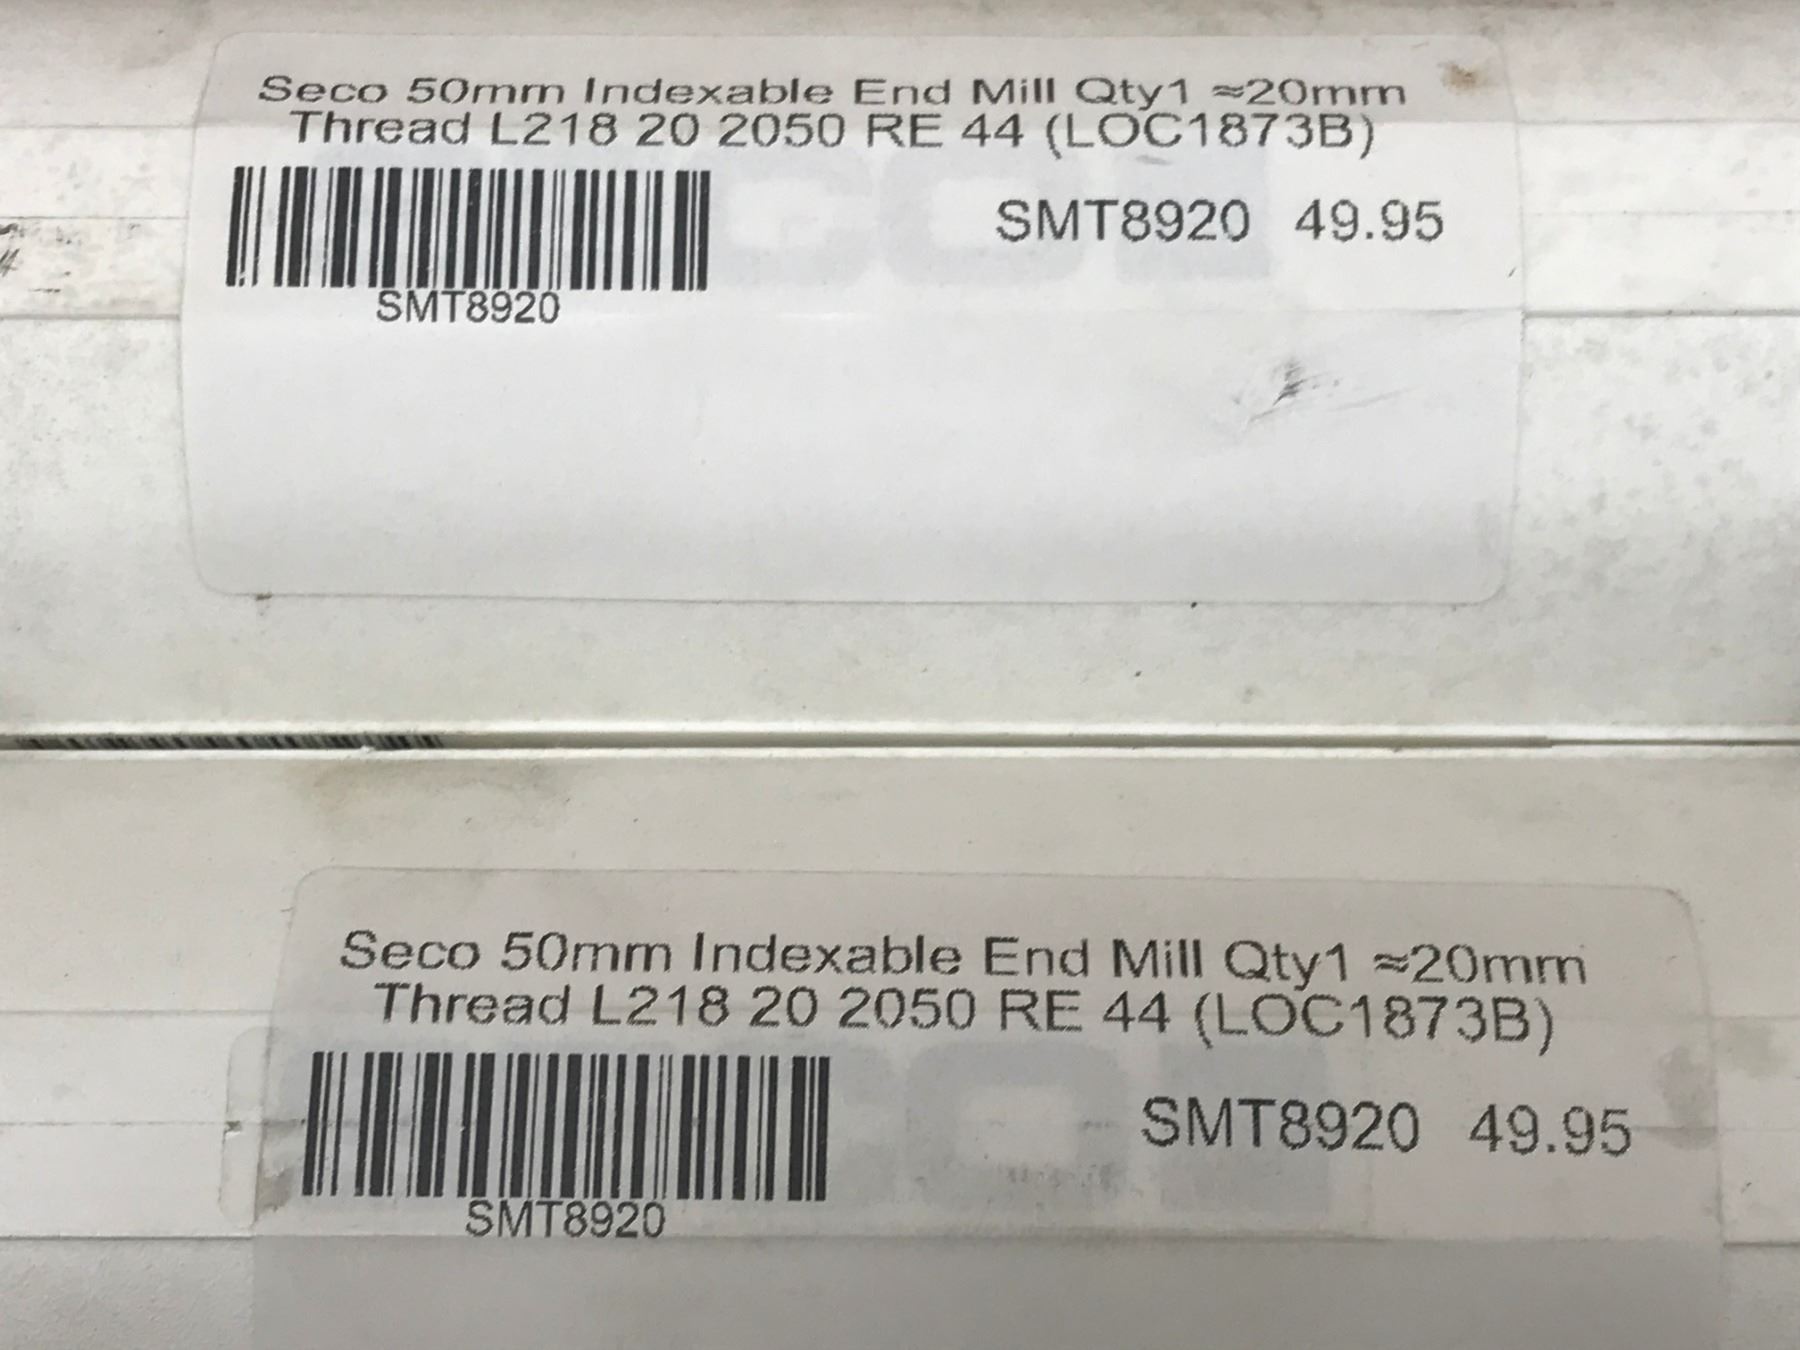 Seco 50mm Indexable End Mill Qty1 ≈20mm
Thread L218 20 2050 RE 44 (LOC1873B)
SMT8920 49.95
SMT8920
Seco 50mm Indexable End Mill Qty1 ≈20mm
Thread L218 20 2050 RE 44 (LOC1873B)
SMT8920 49.95
SMT8920